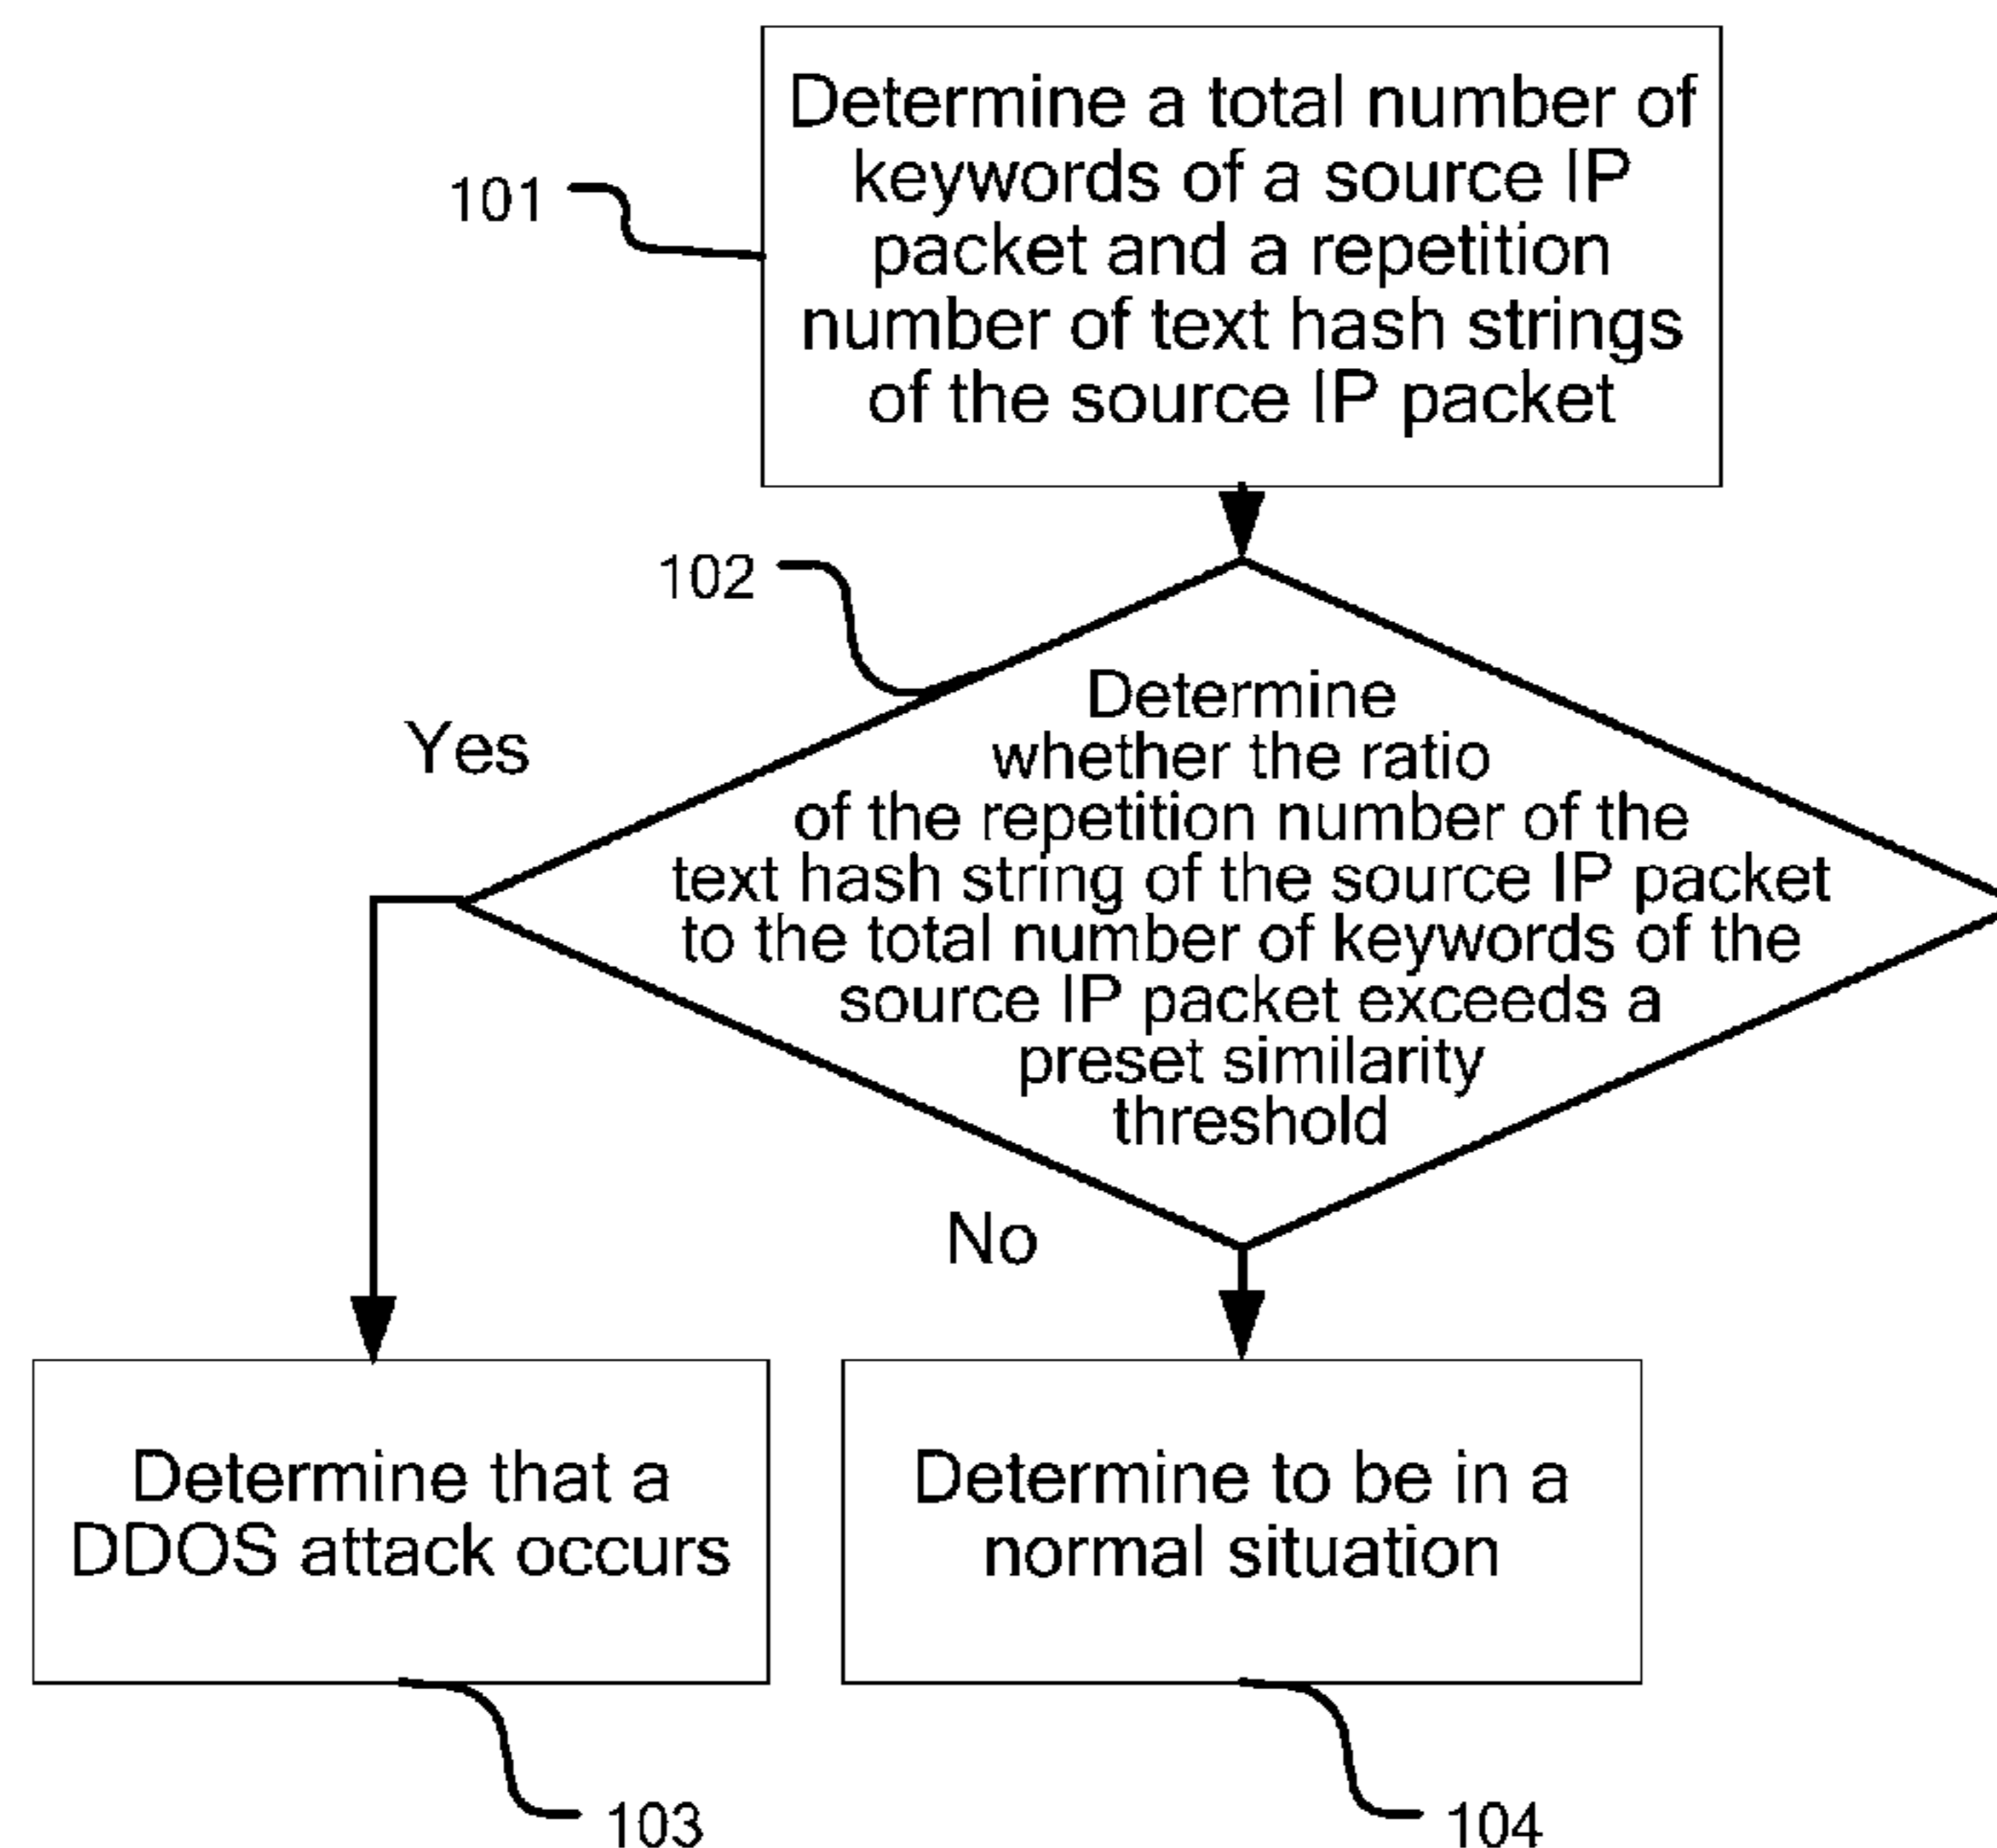 Determine a total number of
keywords of a source IP
packet and a repetition
number of text hash strings
of the source IP packet
101
102
Determine
whether the ratio
of the repetition number of the
text hash string of the source IP packet
to the total number of keywords of the
source IP packet exceeds a
preset similarity
threshold
Yes
No
Determine that a
DDOS attack occurs
Determine to be in a
normal situation
103
104